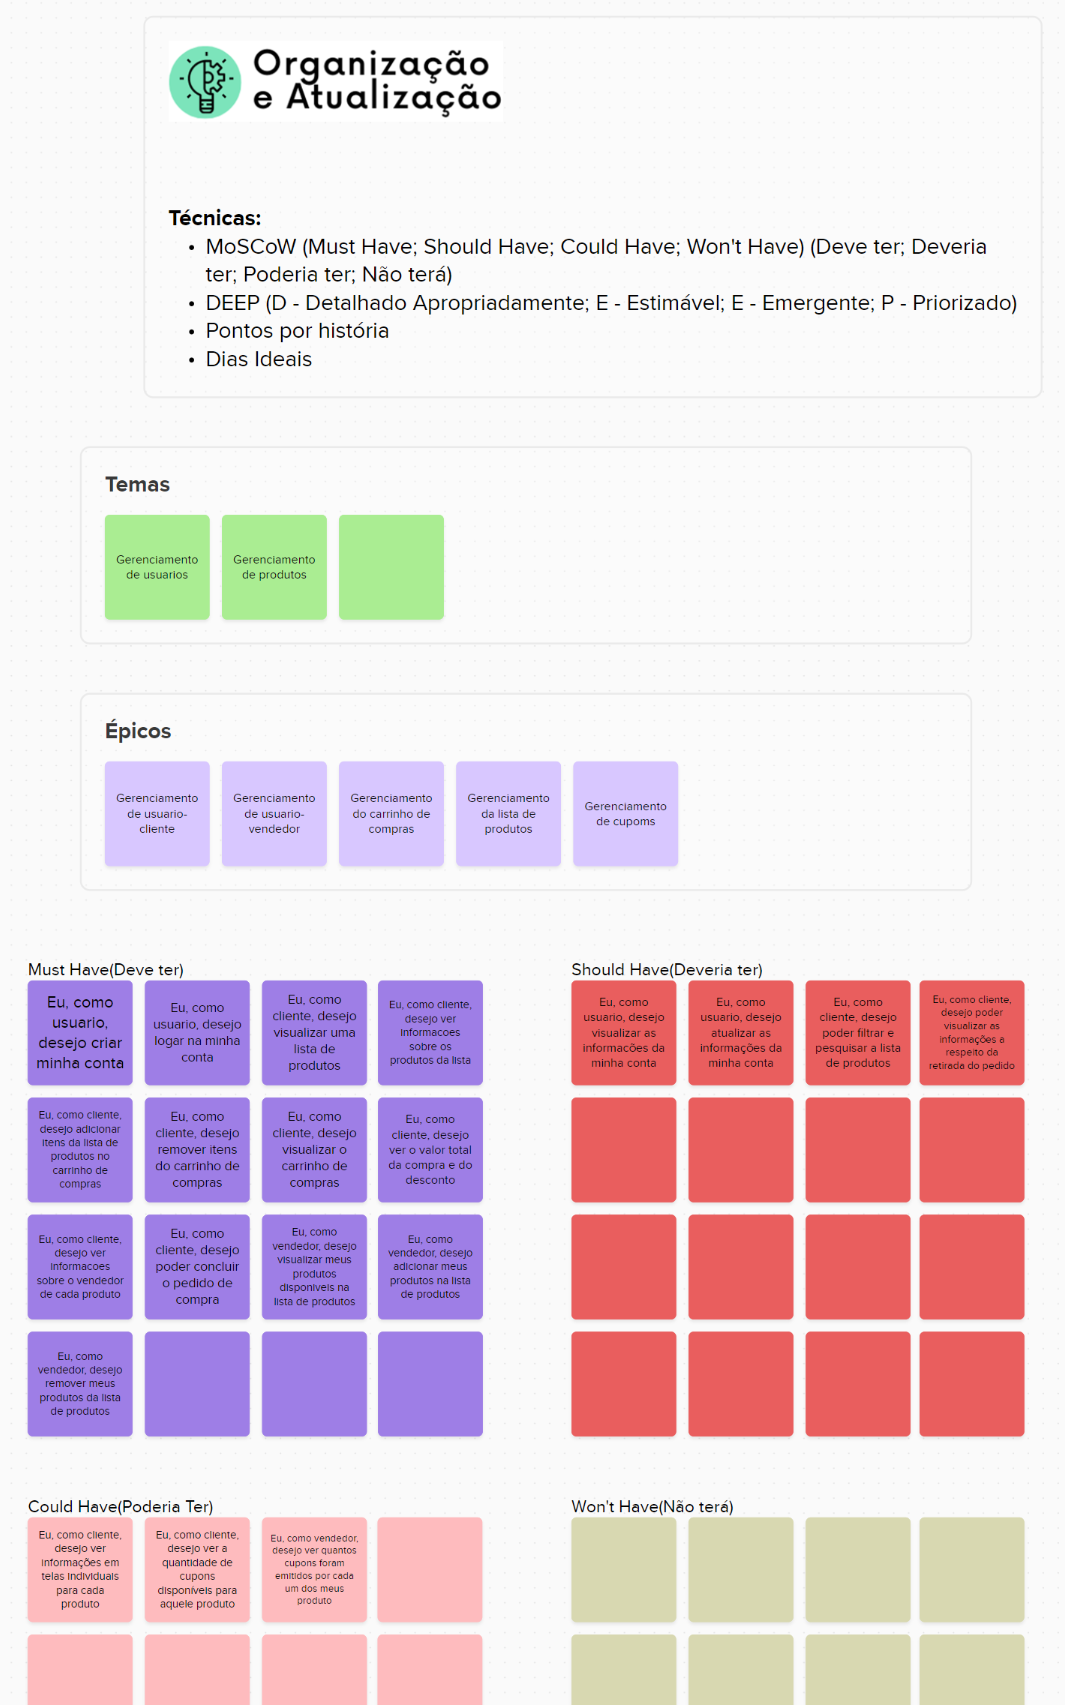 Organização
e Atualização
Técnicas:
• MoSCoW (Must Have; Should Have; Could Have; Won't Have) (Deve ter; Deveria
ter; Poderia ter; Não terá)
• DEEP (D - Detalhado Apropriadamente; E - Estimável; E - Emergente; P - Priorizado)
• Pontos por história
• Dias Ideais
Temas
Gerenciamento
de usuarios
Gerenciamento
de produtos
Épicos
Gerenciamento
de usuario-
cliente
Gerenciamento
de usuario-
vendedor
Gerenciamento
do carrinho de
compras
Gerenciamento
da lista de
produtos
Gerenciamento
de cupoms
Must Have(Deve ter)
Eu, como
usuario,
desejo criar
minha conta
Eu, como
usuario, desejo
logar na minha
conta
Eu, como
cliente, desejo
visualizar uma
lista de
produtos
Eu, como cliente,
desejo ver
informacoes
sobre os
produtos da lista
Eu, como cliente,
desejo adicionar
itens da lista de
produtos no
carrinho de
compras
Eu, como
cliente, desejo
remover itens
do carrinho de
compras
Eu, como
cliente, desejo
visualizar o
carrinho de
compras
Eu, como
cliente, desejo
ver o valor total
da compra e do
desconto
Eu, como cliente,
desejo ver
informacoes
sobre o vendedor
de cada produto
Eu, como
cliente, desejo
poder concluir
o pedido de
compra
Eu, como
vendedor, desejo
visualizar meus
produtos
disponiveis na
lista de produtos
Eu, como
vendedor, desejo
adicionar meus
produtos na lista
de produtos
Eu, como
vendedor, desejo
remover meus
produtos da lista
de produtos
Should Have(Deveria ter)
Eu, como
usuario, desejo
visualizar as
informacões da
minha conta
Eu, como
usuario, desejo
atualizar as
informações da
minha conta
Eu, como
cliente, desejo
poder filtrar e
pesquisar a lista
de produtos
Eu, como cliente,
desejo poder
visualizar as
informações a
respeito da
retirada do pedido
Could Have(Poderia Ter)
Eu, como cliente,
desejo ver
informações em
telas individuais
para cada
produto
Eu, como cliente,
desejo ver a
quantidade de
cupons
disponíveis para
aquele produto
Eu, como vendedor,
desejo ver quantos
cupons foram
emitidos por cada
um dos meus
produto
Won't Have(Não terá)